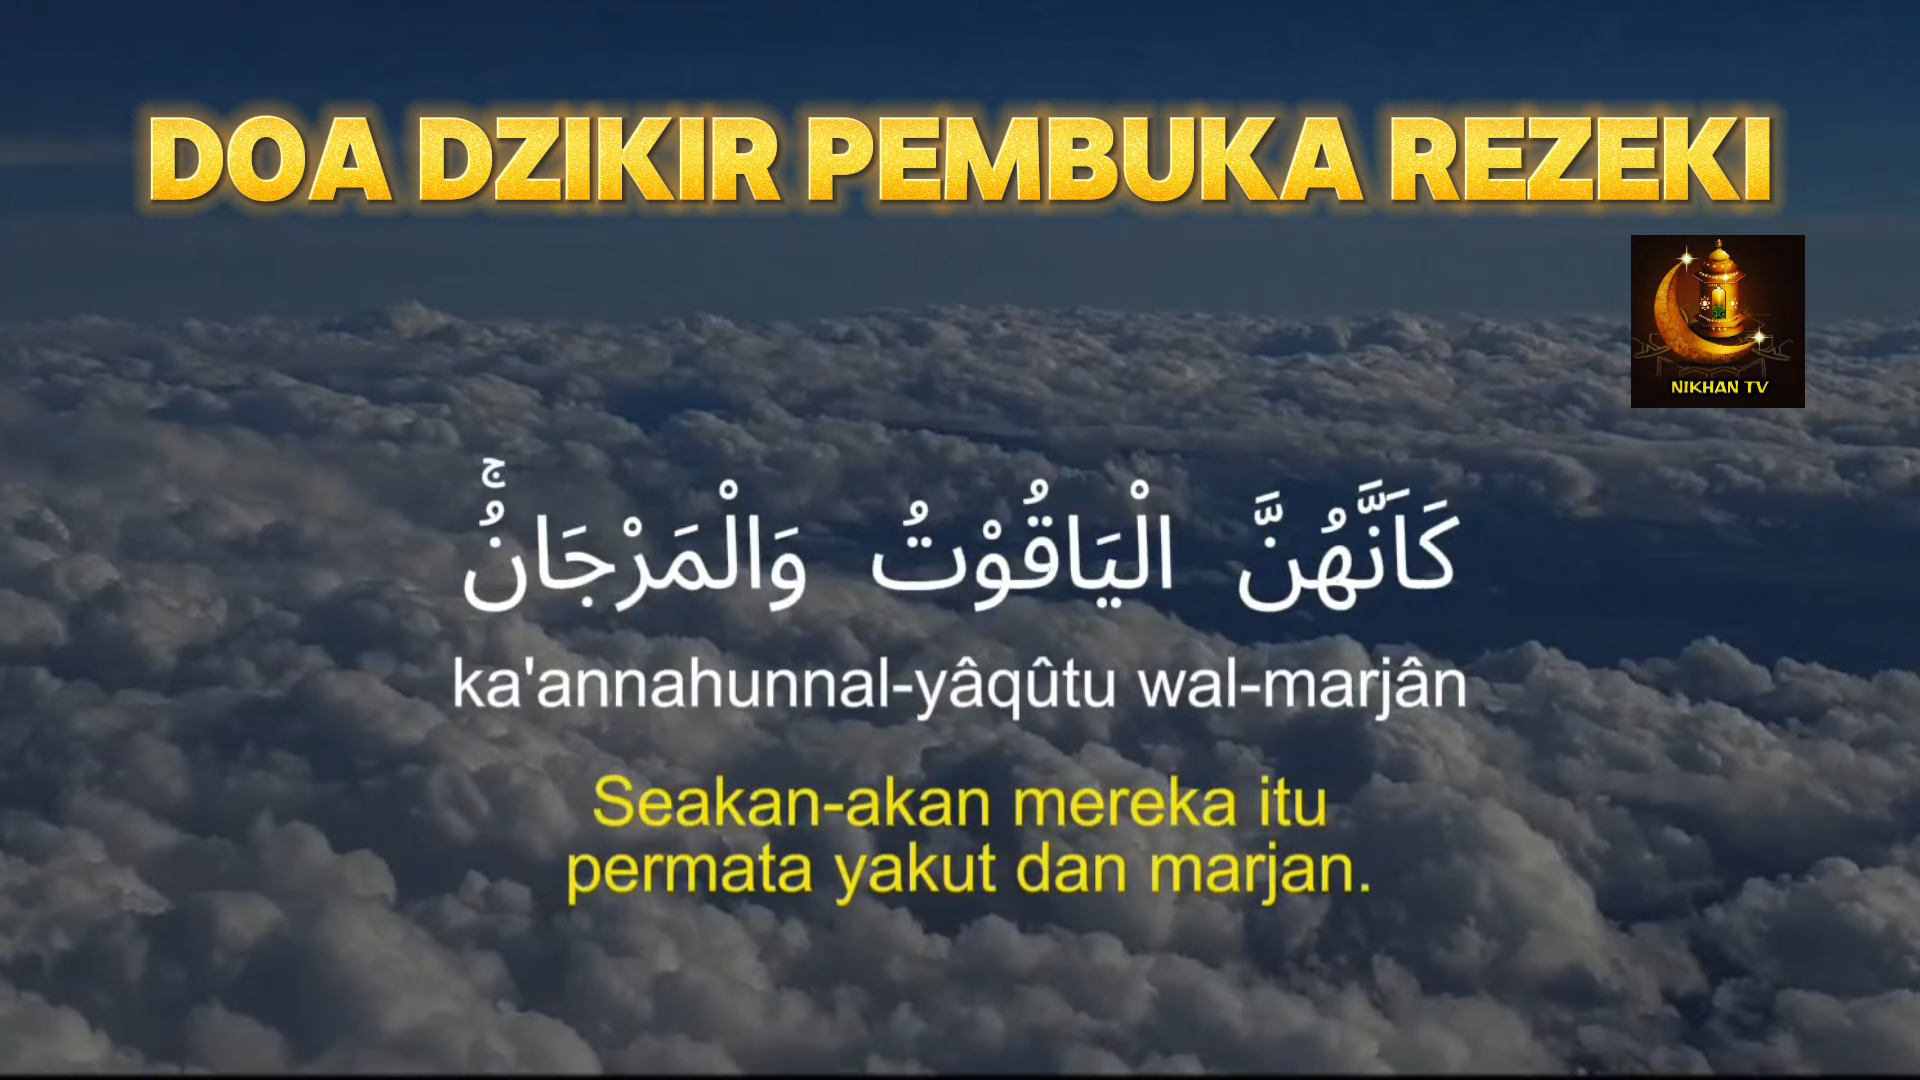 DOA DZIKIR PEMBUKA REZEKI
NIKHAN TV
كَاَنَّهُنَّ الْيَاقُوْتُ وَالْمَرْجَانُۚ
ka'annahunnal-yâqûtu wal-marjân
Seakan-akan mereka itu
permata yakut dan marjan.